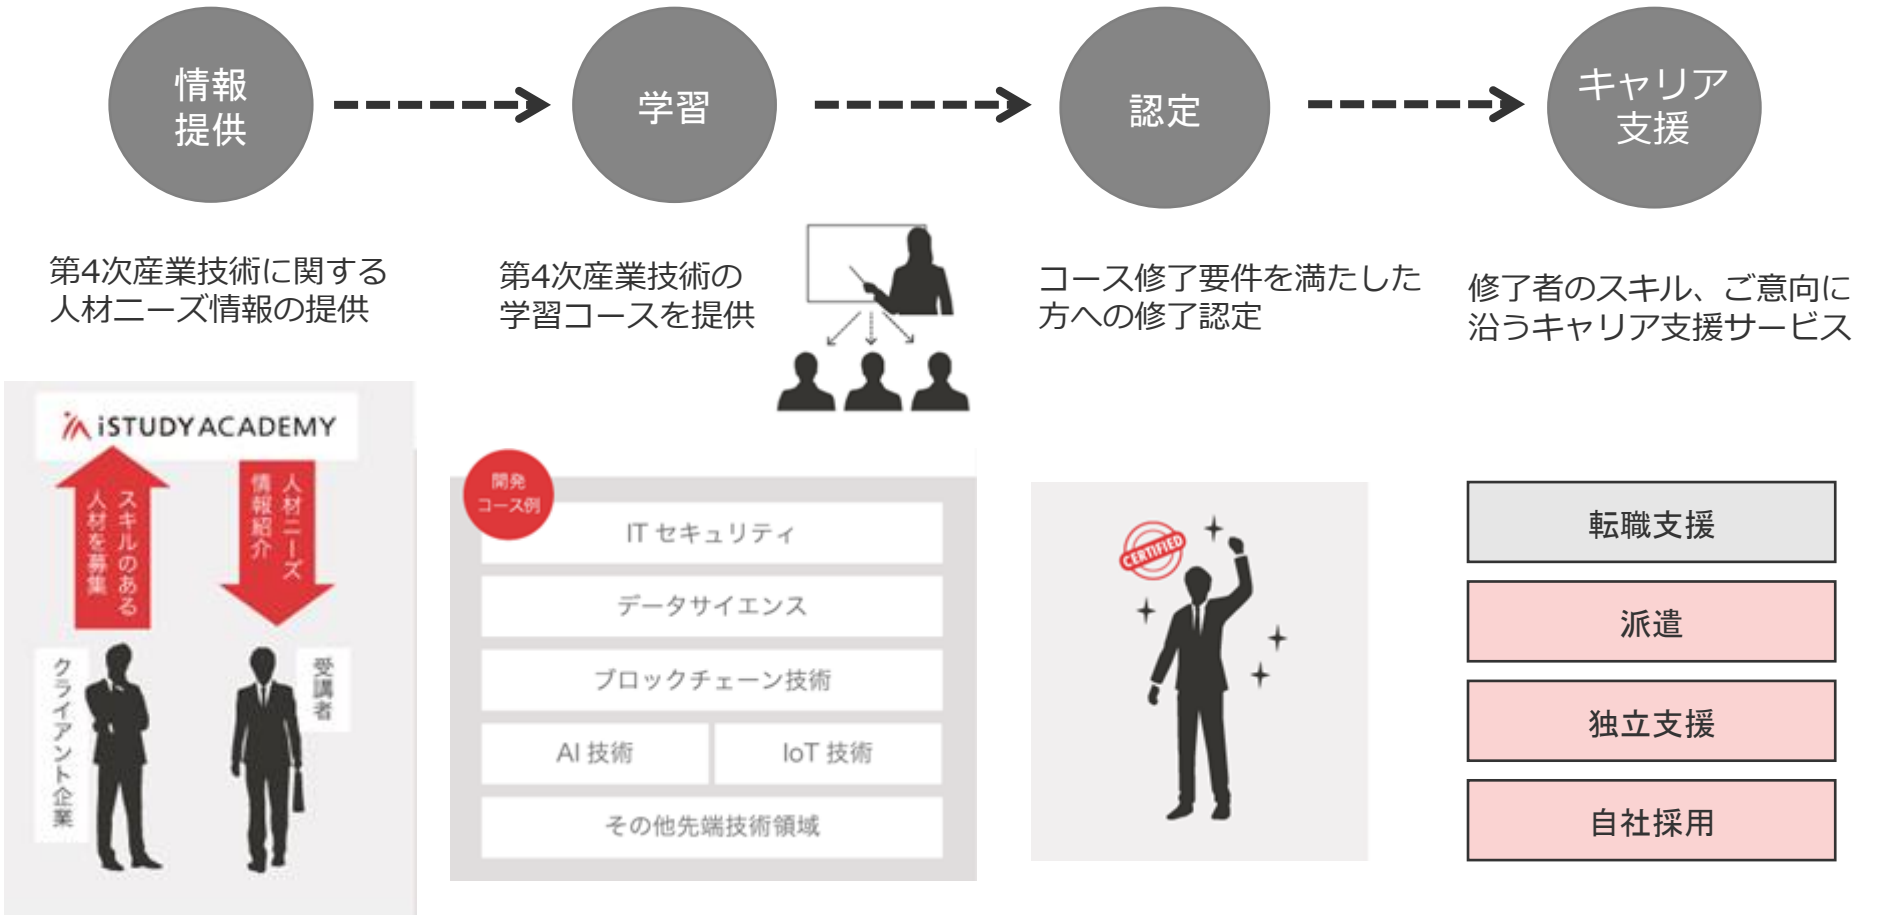 情報
提供
学習
認定
キャリア
支援
第4次産業技術に関する
人材ニーズ情報の提供
第4次産業技術の
学習コースを提供
コース修了要件を満たした
方への修了認定
修了者のスキル、ご意向に
沿うキャリア支援サービス
iSTUDY ACADEMY
スキルのある
人材を募集
人材ニーズ
情報紹介
クライアント企業
受講者
開発
コース例
IT セキュリティ
データサイエンス
ブロックチェーン技術
AI 技術
IoT 技術
その他先端技術領域
CERTIFIED
転職支援
派遣
独立支援
自社採用